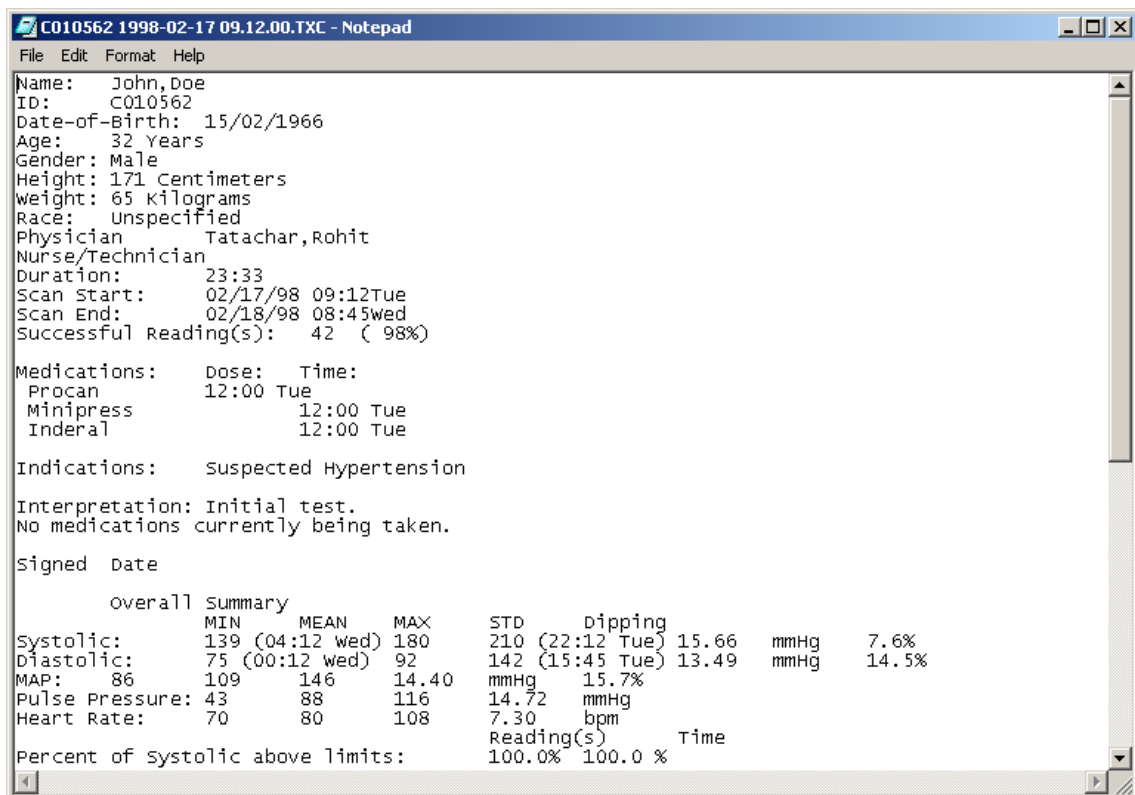 C010562 1998-02-17 09.12.00.TXC - Notepad
File Edit Format Help
Name: John,Doe
ID: C010562
Date-of-Birth: 15/02/1966
Age: 32 Years
Gender: Male
Height: 171 Centimeters
Weight: 65 Kilograms
Race: Unspecified
Physician Tatachar,Rohit
Nurse/Technician
Duration: 23:33
Scan Start: 02/17/98 09:12Tue
Scan End: 02/18/98 08:45Wed
Successful Reading(s): 42 ( 98%)
Medications: Dose: Time:
Procan 12:00 Tue
Minipress 12:00 Tue
Inderal 12:00 Tue
Indications: Suspected Hypertension
Interpretation: Initial test.
No medications currently being taken.
Signed Date
Overall Summary
MIN MEAN MAX STD Dipping
Systolic: 139 (04:12 Wed) 180 210 (22:12 Tue) 15.66 mmHg 7.6%
Diastolic: 75 (00:12 Wed) 92 142 (15:45 Tue) 13.49 mmHg 14.5%
MAP: 86 109 146 14.40 mmHg 15.7%
Pulse Pressure: 43 88 116 14.72 mmHg
Heart Rate: 70 80 108 7.30 bpm
Reading(s) Time
Percent of Systolic above limits: 100.0% 100.0 %